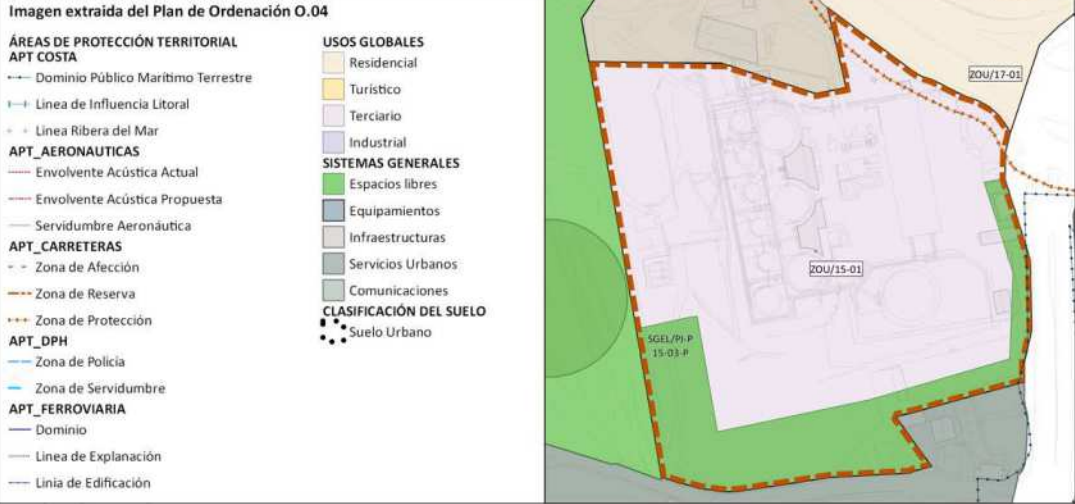 Imagen extraida del Plan de Ordenación O.04
ÁREAS DE PROTECCIÓN TERRITORIAL
APT COSTA
Dominio Público Marítimo Terrestre
Linea de Influencia Litoral
Linea Ribera del Mar
APT_AERONAUTICAS
Envolvente Acústica Actual
Envolvente Acústica Propuesta
Servidumbre Aeronáutica
APT_CARRETERAS
Zona de Afección
Zona de Reserva
Zona de Protección
APT_DPH
Zona de Policía
Zona de Servidumbre
APT_FERROVIARIA
Dominio
Linea de Explanación
Linia de Edificación
USOS GLOBALES
Residencial
Turístico
Terciario
Industrial
SISTEMAS GENERALES
Espacios libres
Equipamientos
Infraestructuras
Servicios Urbanos
Comunicaciones
CLASIFICACIÓN DEL SUELO
Suelo Urbano
ZOU/17-01
ZOU/15-01
SGEL/PI-P
15-03-P